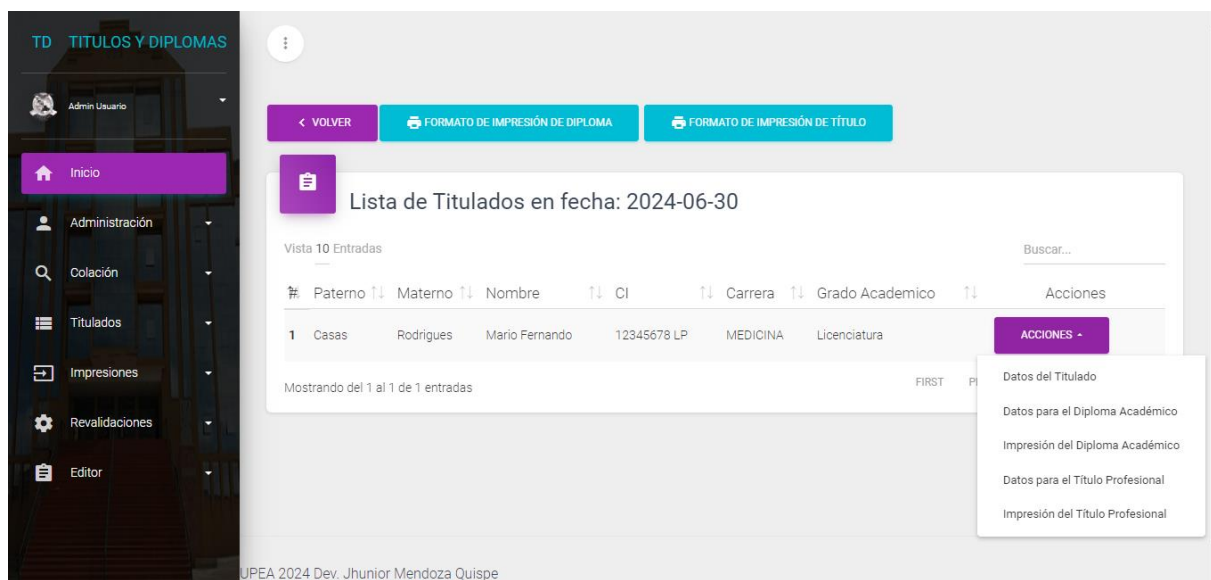 TD TITULOS Y DIPLOMAS
Admin Usuario
Inicio
Administración
Colación
Titulados
Impresiones
Revalidaciones
Editor
VOLVER FORMATO DE IMPRESIÓN DE DIPLOMA FORMATO DE IMPRESIÓN DE TÍTULO
Lista de Titulados en fecha: 2024-06-30
Vista 10 Entradas Buscar...
# Paterno Materno Nombre CI Carrera Grado Academico Acciones
1 Casas Rodrigues Mario Fernando 12345678 LP MEDICINA Licenciatura ACCIONES
Mostrando del 1 al 1 de 1 entradas FIRST
Datos del Titulado
Datos para el Diploma Académico
Impresión del Diploma Académico
Datos para el Título Profesional
Impresión del Título Profesional
UPEA 2024 Dev. Jhunior Mendoza Quispe